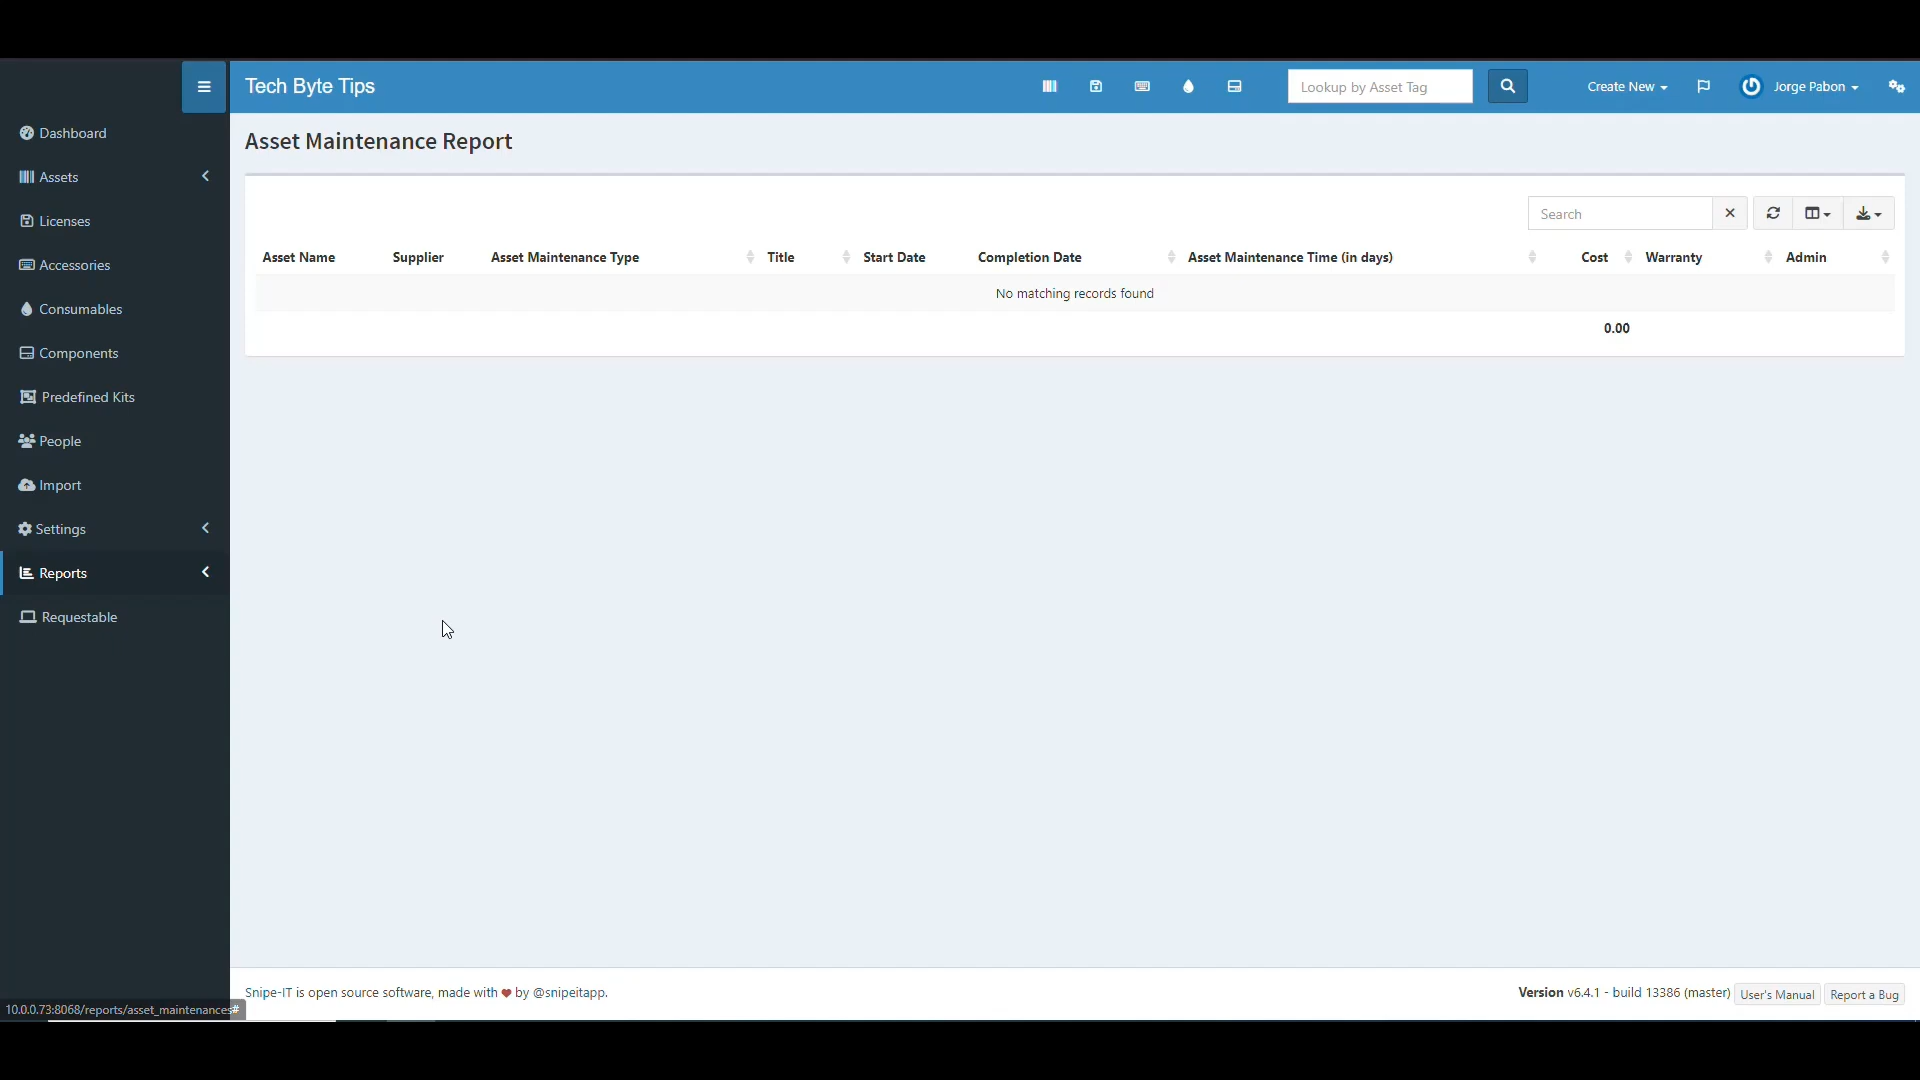 Tech Byte Tips
Lookup by Asset Tag
Create New
Jorge Pabon
Dashboard
Assets
Licenses
Accessories
Consumables
Components
Predefined Kits
People
Import
Settings
Reports
Requestable
Asset Maintenance Report
Search
Asset Name Supplier Asset Maintenance Type Title Start Date Completion Date Asset Maintenance Time (in days) Cost Warranty Admin
No matching records found
0.00
Snipe-IT is open source software, made with ♥ by @snipeitapp.
Version v6.4.1 - build 13386 (master) User's Manual Report a Bug
10.0.0.73:8068/reports/asset_maintenances#